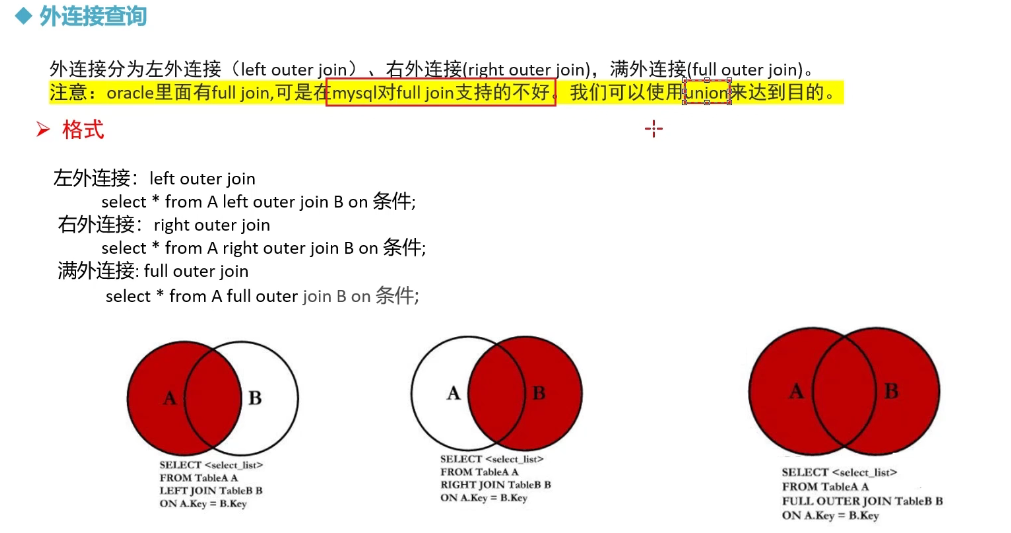 ◆ 外连接查询
外连接分为左外连接（left outer join）、右外连接(right outer join)，满外连接(full outer join)。
注意：oracle里面有full join,可是在mysql对full join支持的不好。我们可以使用union来达到目的。
➢ 格式
左外连接：left outer join
select * from A left outer join B on 条件;
右外连接：right outer join
select * from A right outer join B on 条件;
满外连接: full outer join
select * from A full outer join B on 条件;
A B
SELECT <select_list>
FROM TableA A
LEFT JOIN TableB B
ON A.Key = B.Key
A B
SELECT <select_list>
FROM TableA A
RIGHT JOIN TableB B
ON A.Key = B.Key
A B
SELECT <select_list>
FROM TableA A
FULL OUTER JOIN TableB B
ON A.Key = B.Key